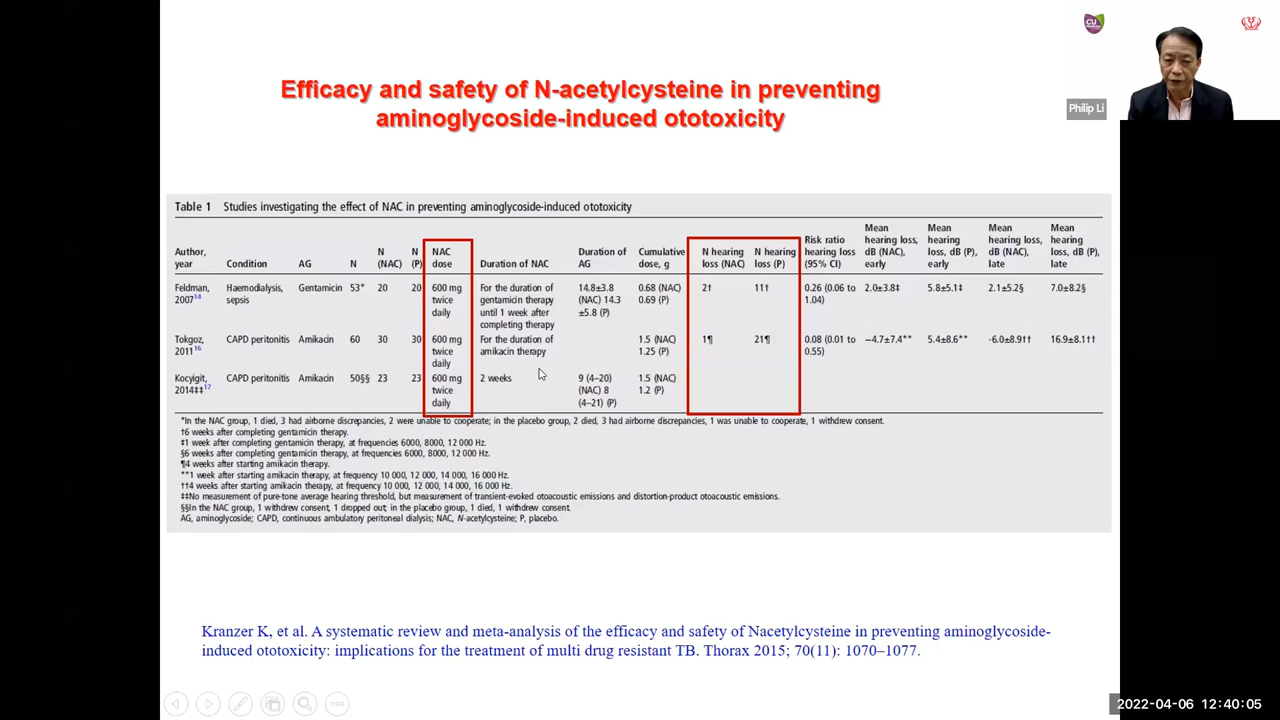 CU
Philip Li
Efficacy and safety of N-acetylcysteine in preventing
aminoglycoside-induced ototoxicity
Table 1 Studies investigating the effect of NAC in preventing aminoglycoside-induced ototoxicity
Author, year Condition AG N N (NAC) N (P) NAC dose Duration of NAC Duration of AG Cumulative dose, g N hearing loss (NAC) N hearing loss (P) Risk ratio hearing loss (95% CI) Mean hearing loss, dB (NAC), early Mean hearing loss, dB (P), early Mean hearing loss, dB (NAC), late Mean hearing loss, dB (P), late
Feldman, 2007¹⁴ Haemodialysis, sepsis Gentamicin 53* 20 20 600 mg twice daily For the duration of gentamicin therapy until 1 week after completing therapy 14.8±3.8 (NAC) 14.3 ±5.8 (P) 0.68 (NAC) 0.69 (P) 2† 11† 0.26 (0.06 to 1.04) 2.0±3.8‡ 5.8±5.1‡ 2.1±5.2§ 7.0±8.2§
Tokgoz, 2011¹⁶ CAPD peritonitis Amikacin 60 30 30 600 mg twice daily For the duration of amikacin therapy 1.5 (NAC) 1.25 (P) 1¶ 21¶ 0.08 (0.01 to 0.55) −4.7±7.4** 5.4±8.6** -6.0±8.9†† 16.9±8.1††
Kocyigit, 2014‡‡¹⁷ CAPD peritonitis Amikacin 50§§ 23 23 600 mg twice daily 2 weeks 9 (4–20) (NAC) 8 (4–21) (P) 1.5 (NAC) 1.2 (P)
*In the NAC group, 1 died, 3 had airborne discrepancies, 2 were unable to cooperate; in the placebo group, 2 died, 3 had airborne discrepancies, 1 was unable to cooperate, 1 withdrew consent.
†6 weeks after completing gentamicin therapy.
‡1 week after completing gentamicin therapy, at frequencies 6000, 8000, 12 000 Hz.
§6 weeks after completing gentamicin therapy, at frequencies 6000, 8000, 12 000 Hz.
¶4 weeks after starting amikacin therapy.
**1 week after starting amikacin therapy, at frequency 10 000, 12 000, 14 000, 16 000 Hz.
††4 weeks after starting amikacin therapy, at frequency 10 000, 12 000, 14 000, 16 000 Hz.
‡‡No measurement of pure-tone average hearing threshold, but measurement of transient-evoked otoacoustic emissions and distortion-product otoacoustic emissions.
§§In the NAC group, 1 withdrew consent, 1 dropped out; in the placebo group, 1 died, 1 withdrew consent.
AG, aminoglycoside; CAPD, continuous ambulatory peritoneal dialysis; NAC, N-acetylcysteine; P, placebo.
Kranzer K, et al. A systematic review and meta-analysis of the efficacy and safety of Nacetylcysteine in preventing aminoglycoside-
induced ototoxicity: implications for the treatment of multi drug resistant TB. Thorax 2015; 70(11): 1070–1077.
2022-04-06 12:40:05